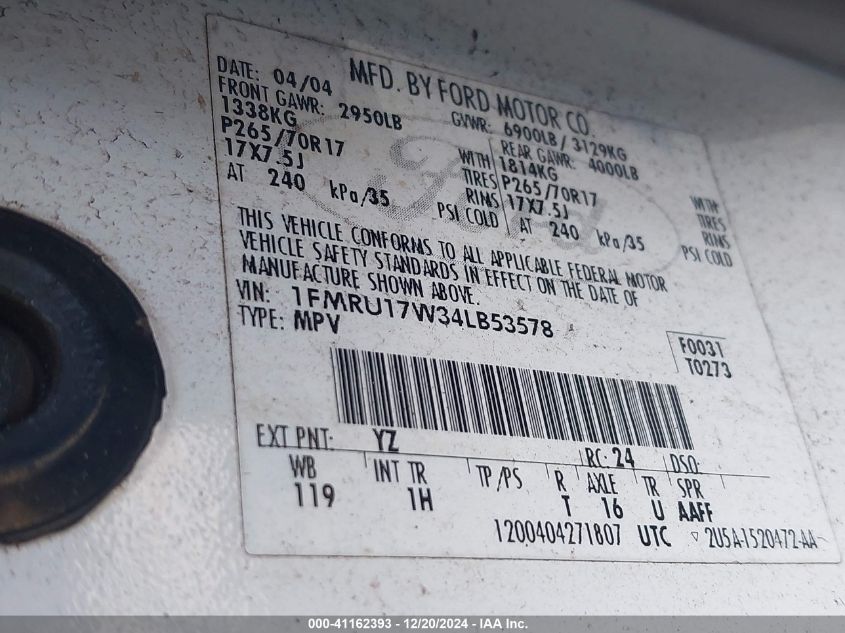 MFD. BY FORD MOTOR CO.
DATE: 04/04 GVWR: 6900LB / 3129KG
FRONT GAWR: 2950LB REAR GAWR: 4000LB
1338KG WITH 1814KG WITH
P265/70R17 TIRES P265/70R17 TIRES
17X7.5J RIMS 17X7.5J RIMS
AT 240 kPa/35 PSI COLD AT 240 kPa/35 PSI COLD
THIS VEHICLE CONFORMS TO ALL APPLICABLE FEDERAL MOTOR
VEHICLE SAFETY STANDARDS IN EFFECT ON THE DATE OF
MANUFACTURE SHOWN ABOVE.
VIN: 1FMRU17W34LB53578
TYPE: MPV
F0031
T0273
EXT PNT: YZ RC: 24 DSO:
WB INT TR TP/PS R AXLE TR SPR
119 1H T 16 U AAFF
1200404271807 UTC ▽ 2U5A-1520472-AA
Ford
000-41162393 - 12/20/2024 - IAA Inc.